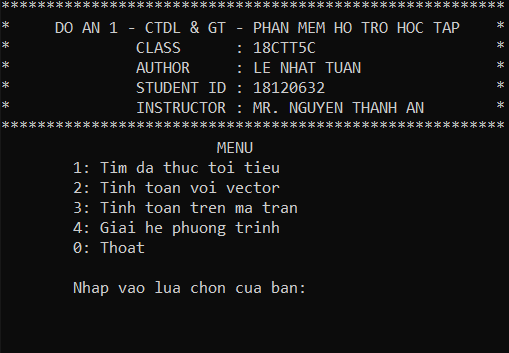 ********************************************************
* DO AN 1 - CTDL & GT - PHAN MEM HO TRO HOC TAP *
* CLASS : 18CTT5C *
* AUTHOR : LE NHAT TUAN *
* STUDENT ID : 18120632 *
* INSTRUCTOR : MR. NGUYEN THANH AN *
********************************************************
MENU
1: Tim da thuc toi tieu
2: Tinh toan voi vector
3: Tinh toan tren ma tran
4: Giai he phuong trinh
0: Thoat
Nhap vao lua chon cua ban: